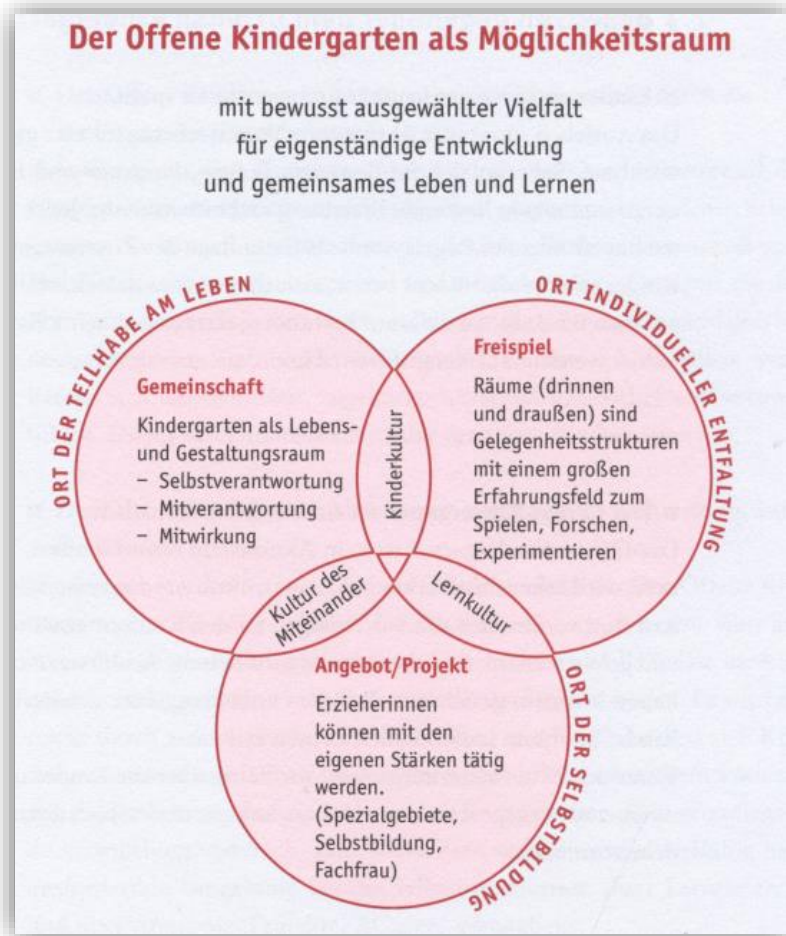 Der Offene Kindergarten als Möglichkeitsraum
mit bewusst ausgewählter Vielfalt
für eigenständige Entwicklung
und gemeinsames Leben und Lernen
ORT DER TEILHABE AM LEBEN
ORT INDIVIDUELLER ENTFALTUNG
Gemeinschaft
Kindergarten als Lebens-
und Gestaltungsraum
– Selbstverantwortung
– Mitverantwortung
– Mitwirkung
Kinderkultur
Freispiel
Räume (drinnen
und draußen) sind
Gelegenheitsstrukturen
mit einem großen
Erfahrungsfeld zum
Spielen, Forschen,
Experimentieren
Kultur des
Miteinander
Lernkultur
Angebot/Projekt
Erzieherinnen
können mit den
eigenen Stärken tätig
werden.
(Spezialgebiete,
Selbstbildung,
Fachfrau)
ORT DER SELBSTBILDUNG